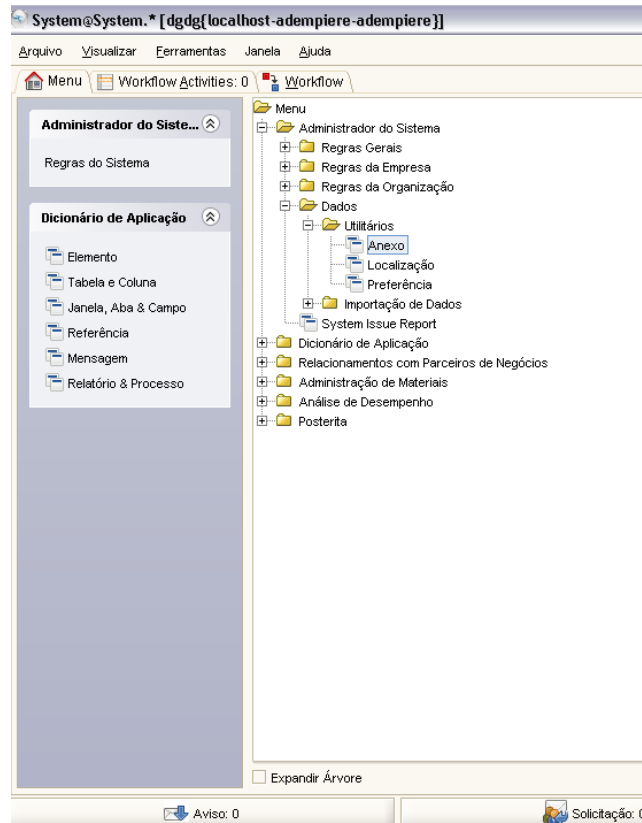 System@System.* [dgdg{localhost-adempiere-adempiere}]
Arquivo Visualizar Ferramentas Janela Ajuda
Menu Workflow Activities: 0 Workflow
Administrador do Siste...
Regras do Sistema
Dicionário de Aplicação
Elemento
Tabela e Coluna
Janela, Aba & Campo
Referência
Mensagem
Relatório & Processo
Menu
Administrador do Sistema
Regras Gerais
Regras da Empresa
Regras da Organização
Dados
Utilitários
Anexo
Localização
Preferência
Importação de Dados
System Issue Report
Dicionário de Aplicação
Relacionamentos com Parceiros de Negócios
Administração de Materiais
Análise de Desempenho
Posterita
Expandir Árvore
Aviso: 0
Solicitação: 0